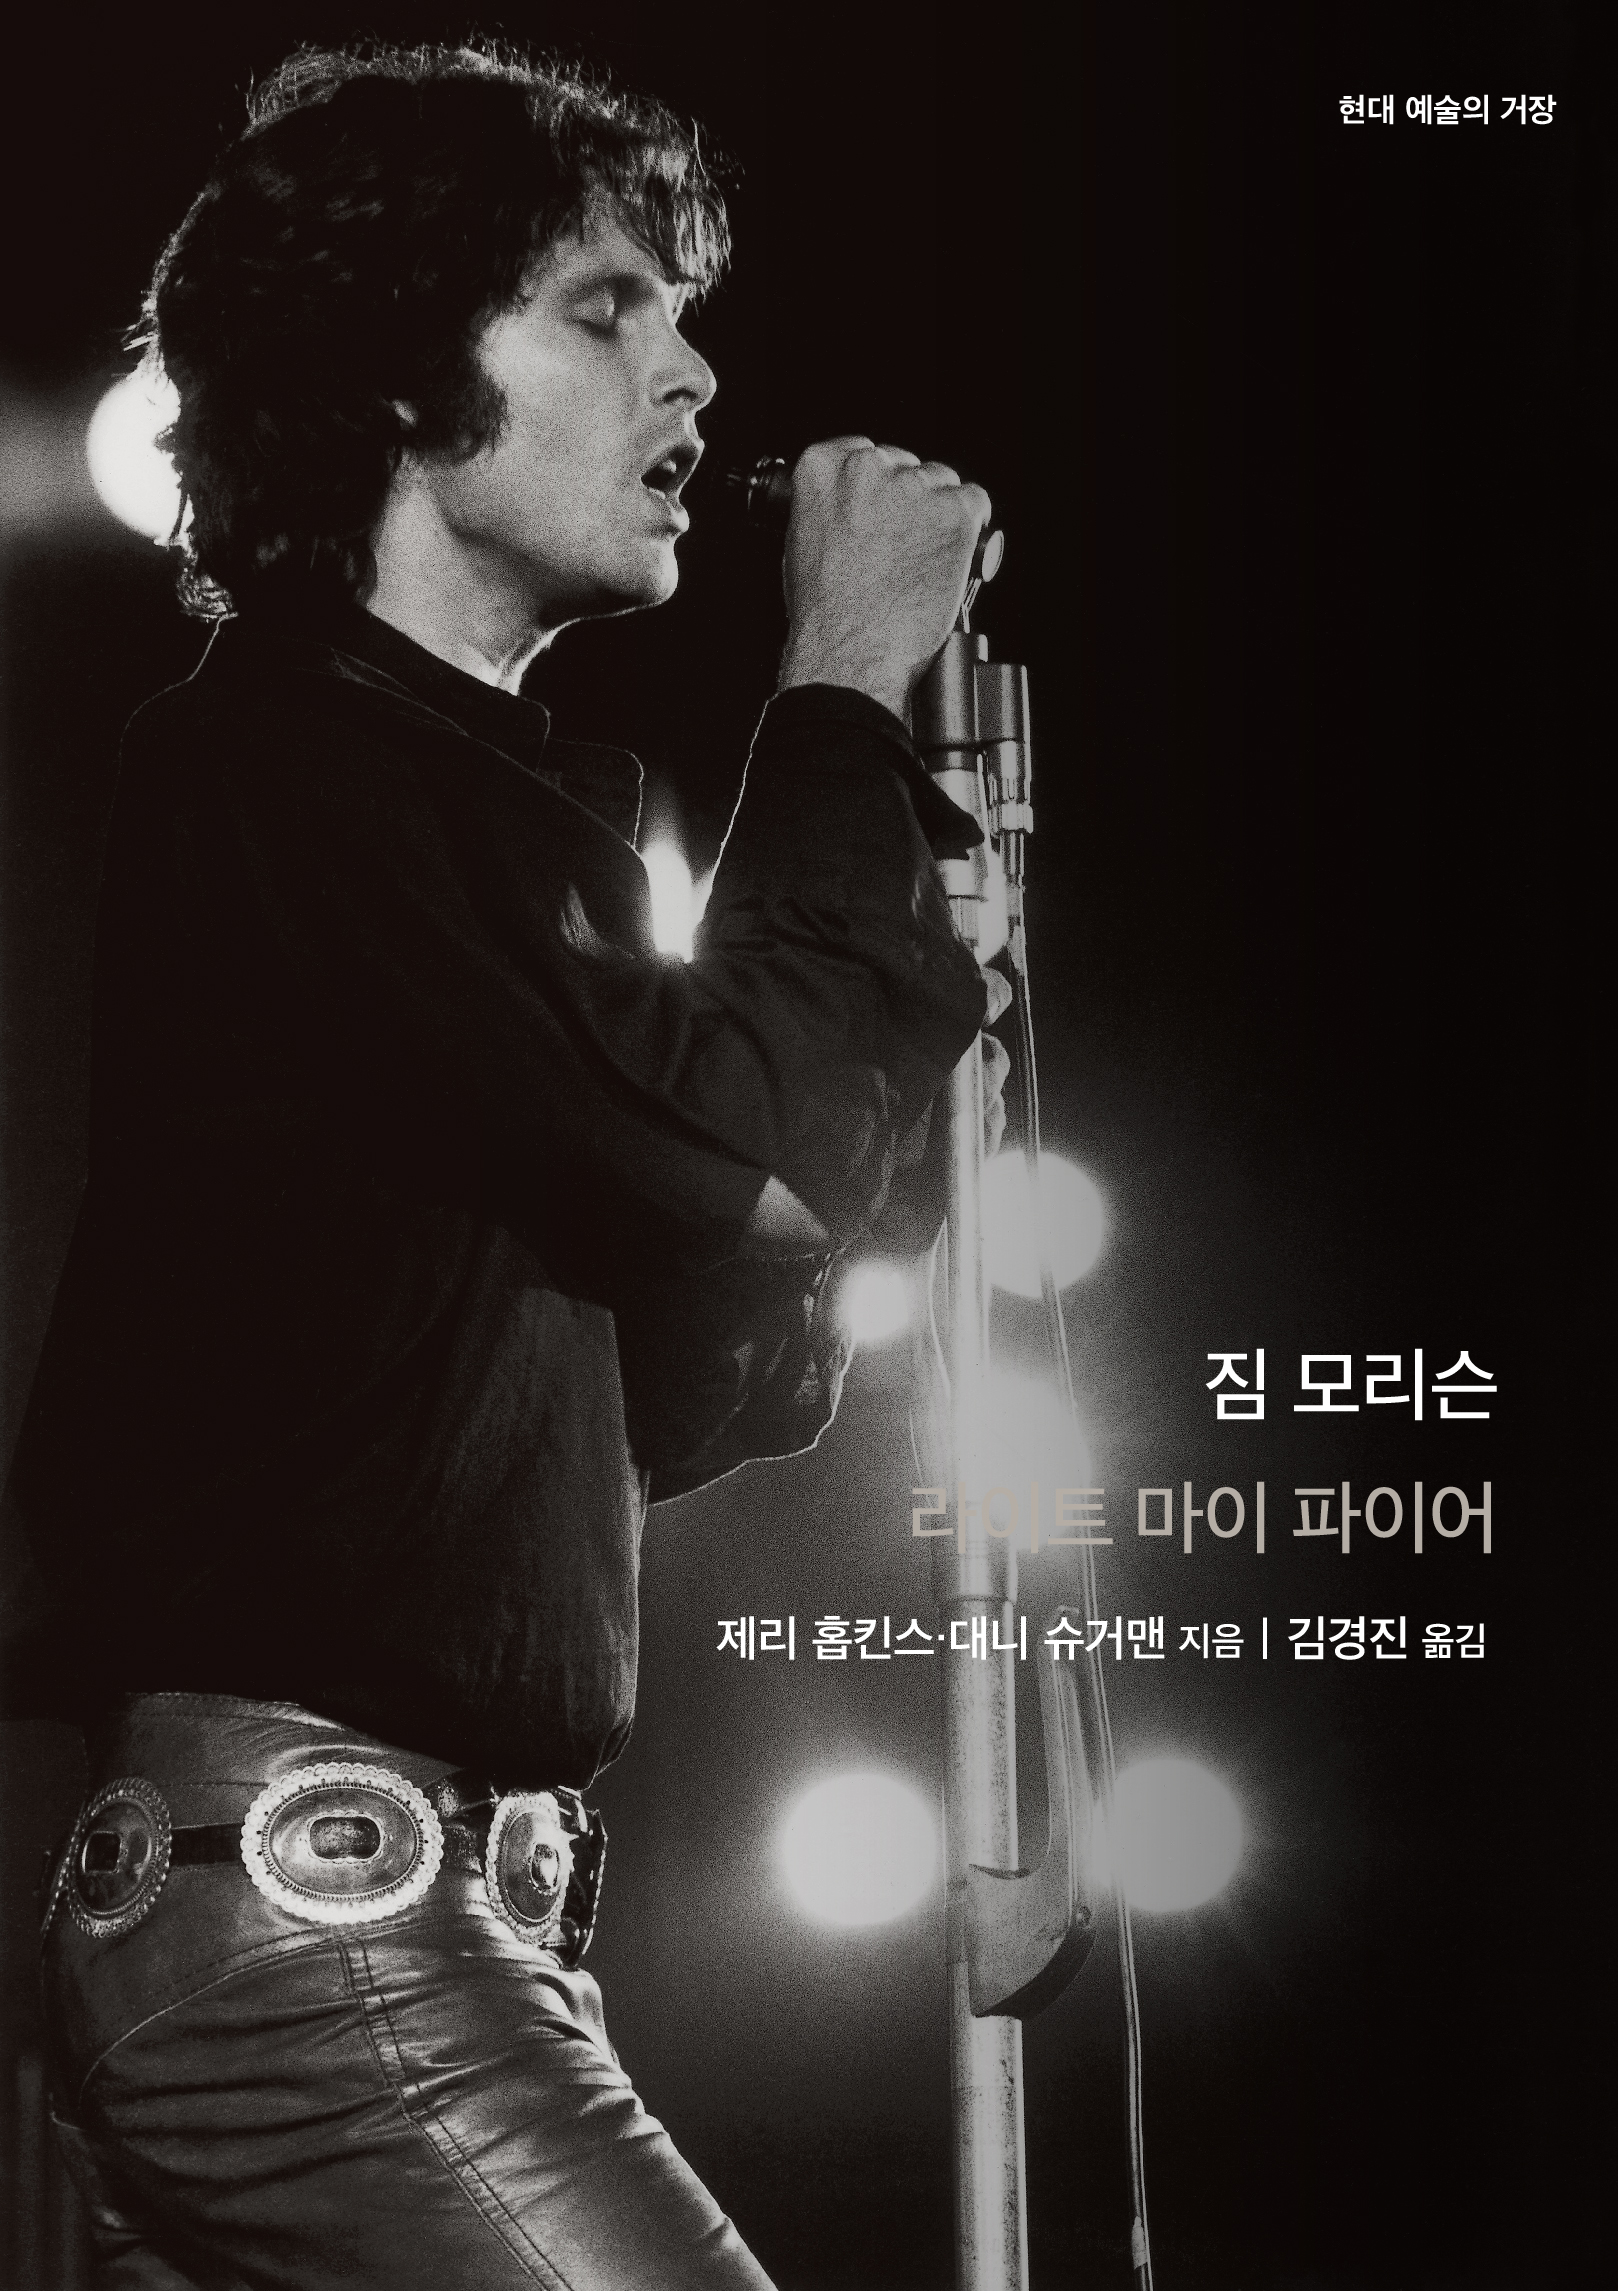 현대 예술의 거장
짐 모리슨
라이트 마이 파이어
제리 홉킨스·대니 슈거맨 지음 | 김경진 옮김